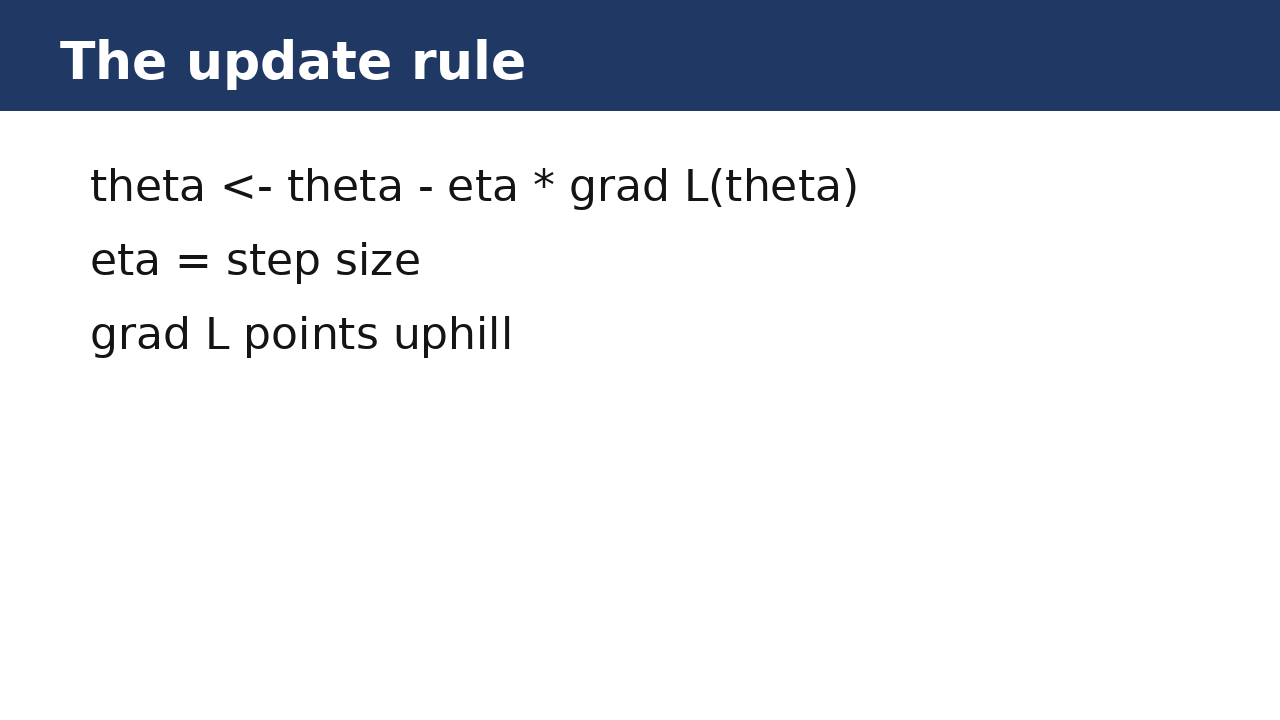 The update rule
theta <- theta - eta * grad L(theta)
eta = step size
grad L points uphill